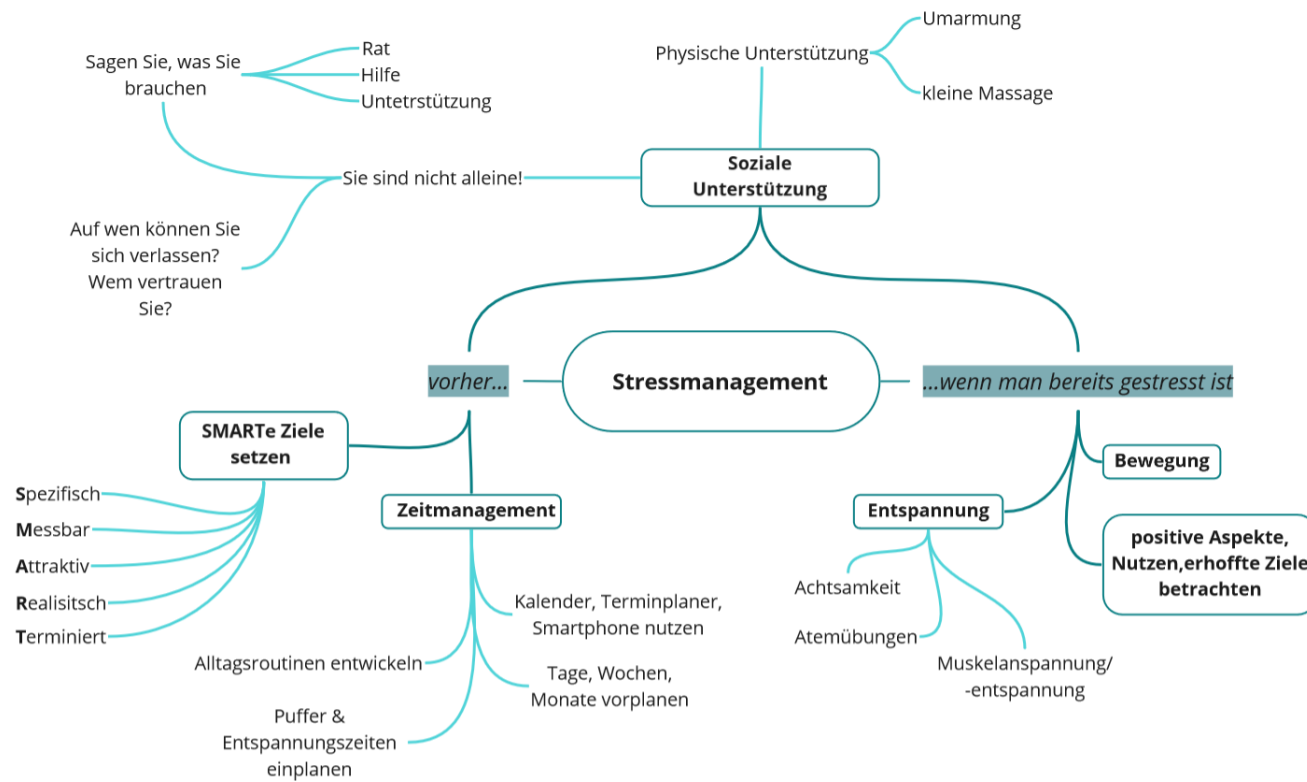 Umarmung
Physische Unterstützung
kleine Massage
Sagen Sie, was Sie
brauchen
Rat
Hilfe
Untetrstützung
Soziale
Unterstützung
Sie sind nicht alleine!
Auf wen können Sie
sich verlassen?
Wem vertrauen
Sie?
vorher...
Stressmanagement
...wenn man bereits gestresst ist
SMARTe Ziele
setzen
Spezifisch
Messbar
Attraktiv
Realisitsch
Terminiert
Zeitmanagement
Kalender, Terminplaner,
Smartphone nutzen
Alltagsroutinen entwickeln
Tage, Wochen,
Monate vorplanen
Puffer &
Entspannungszeiten
einplanen
Bewegung
Entspannung
positive Aspekte,
Nutzen,erhoffte Ziele
betrachten
Achtsamkeit
Atemübungen
Muskelanspannung/
-entspannung